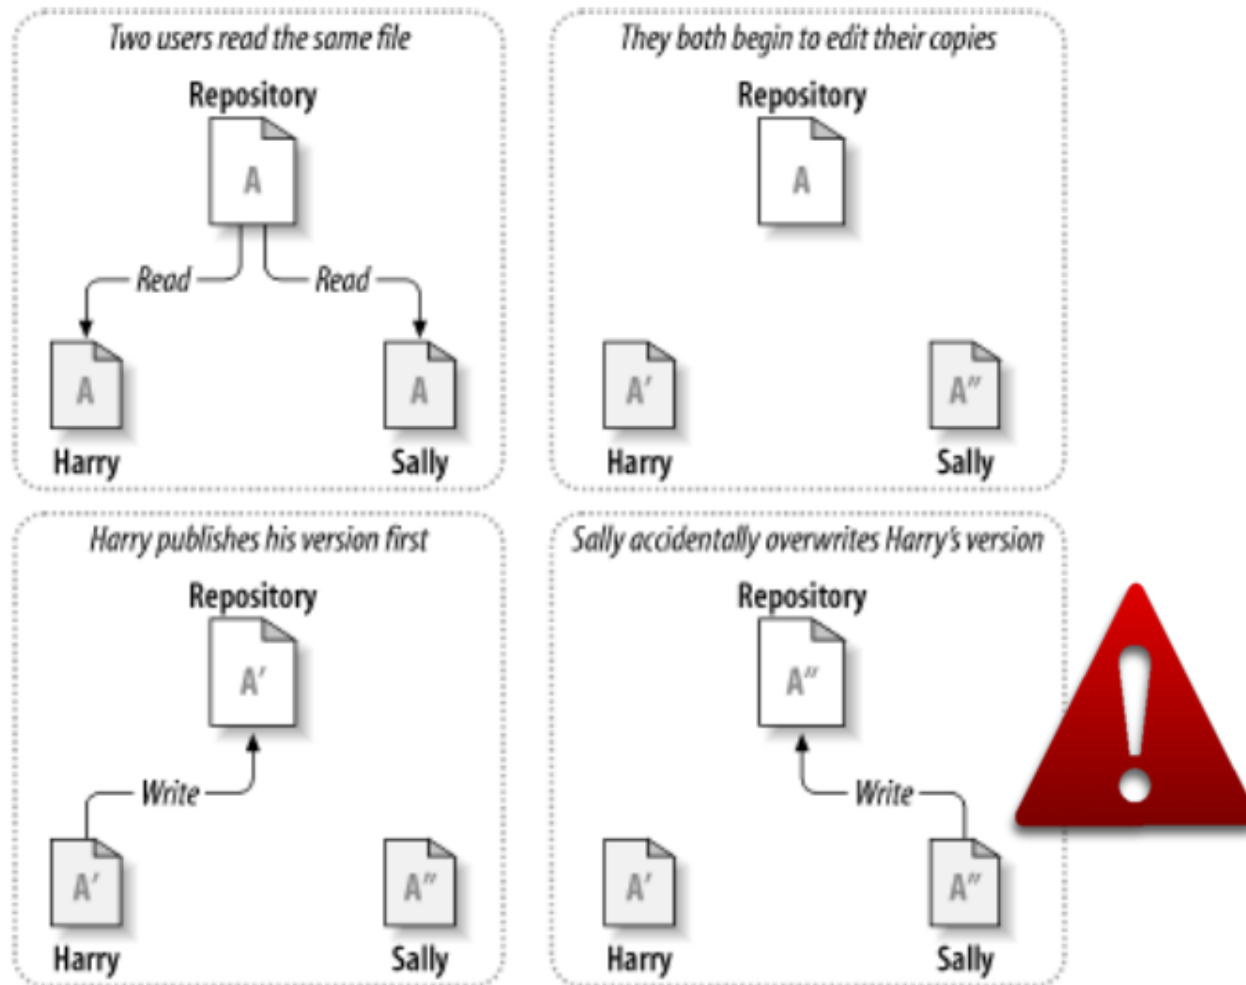 Two users read the same file
Repository
A
Read Read
A A
Harry Sally
They both begin to edit their copies
Repository
A
A′ A″
Harry Sally
Harry publishes his version first
Repository
A′
Write
A′ A″
Harry Sally
Sally accidentally overwrites Harry's version
Repository
A″
Write
A′ A″
Harry Sally
!